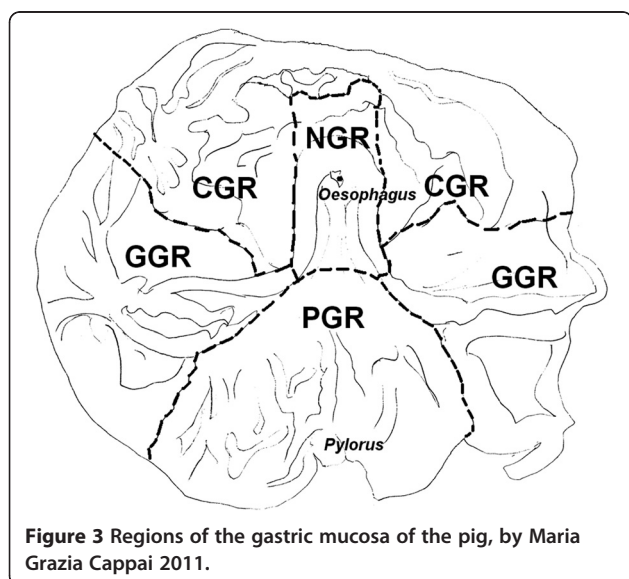 NGR
CGR
Oesophagus
CGR
GGR
GGR
PGR
Pylorus
Figure 3 Regions of the gastric mucosa of the pig, by Maria
Grazia Cappai 2011.